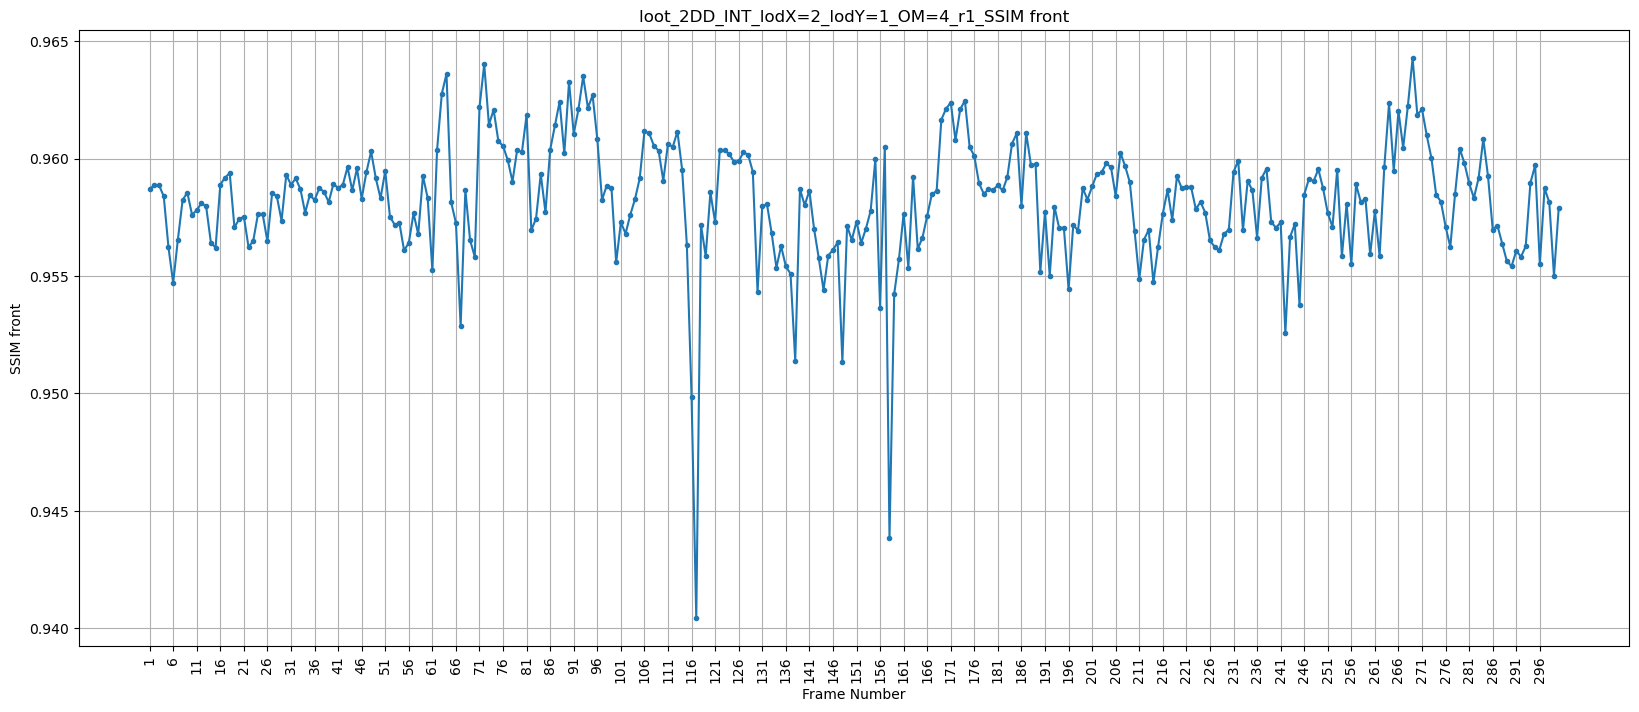 loot_2DD_INT_lodX=2_lodY=1_OM=4_r1_SSIM front
SSIM front
0.965
0.960
0.955
0.950
0.945
0.940
1 6 11 16 21 26 31 36 41 46 51 56 61 66 71 76 81 86 91 96 101 106 111 116 121 126 131 136 141 146 151 156 161 166 171 176 181 186 191 196 201 206 211 216 221 226 231 236 241 246 251 256 261 266 271 276 281 286 291 296
Frame Number